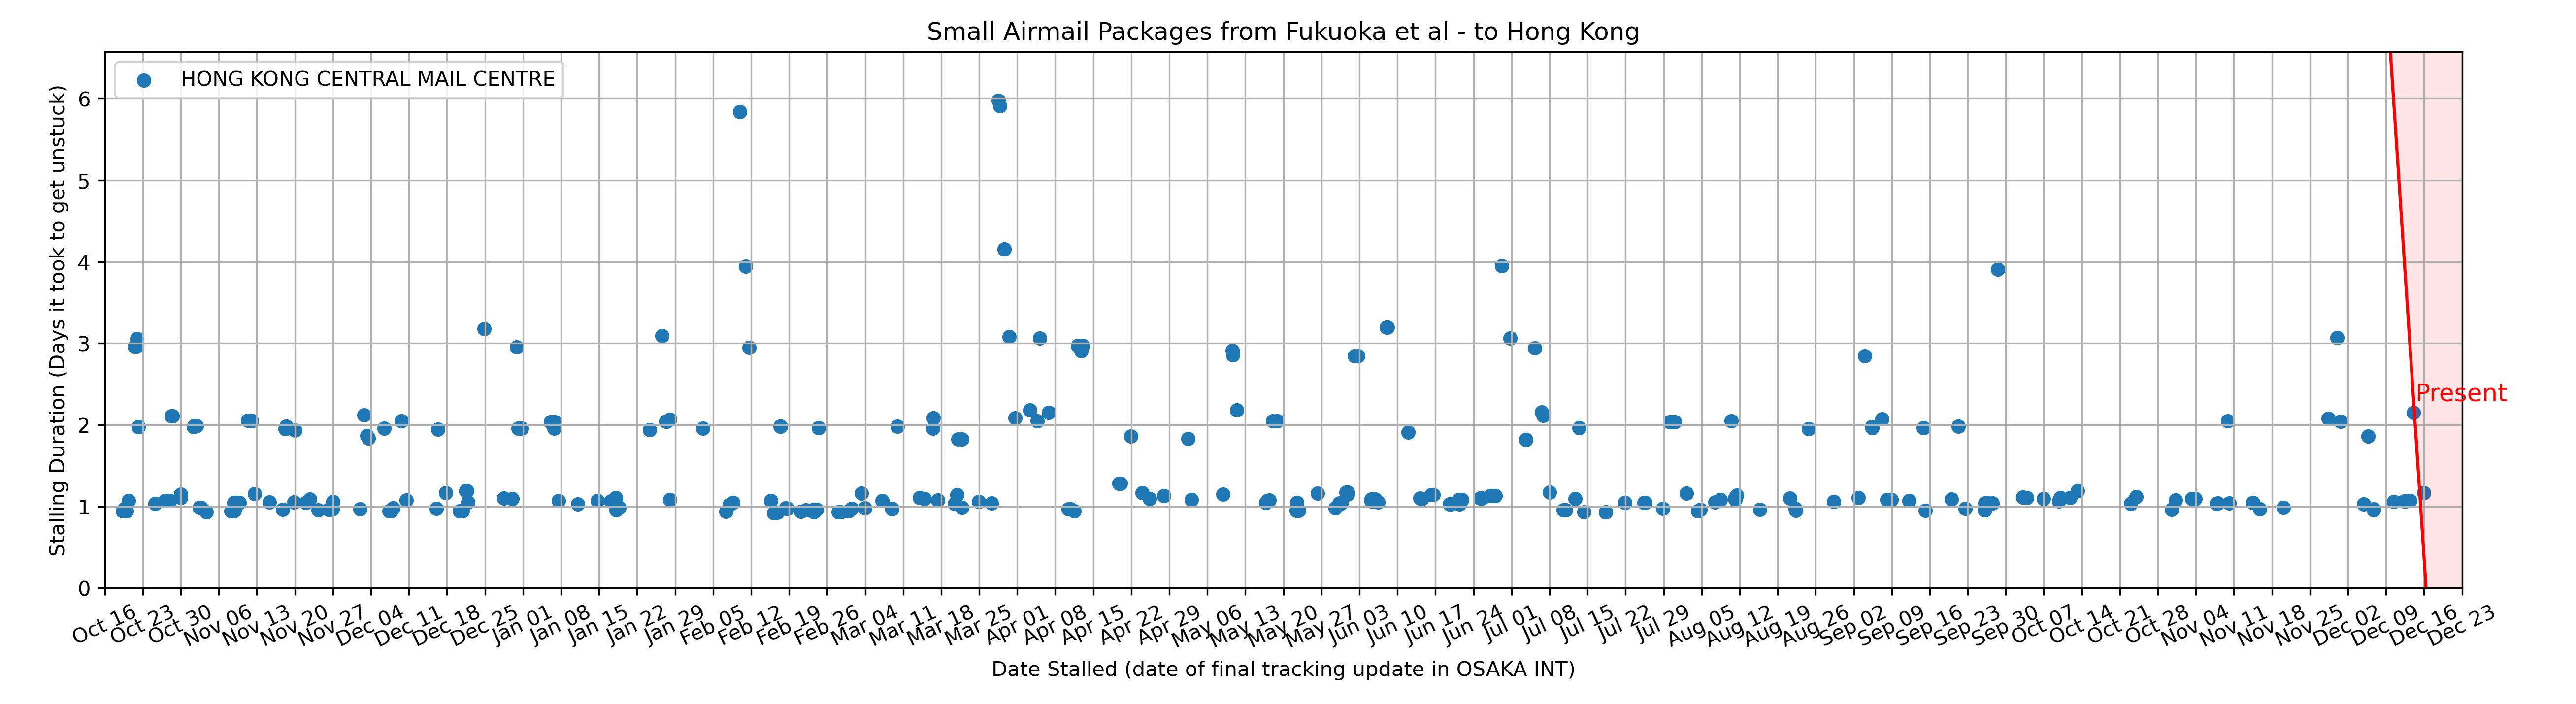 Small Airmail Packages from Fukuoka et al - to Hong Kong
HONG KONG CENTRAL MAIL CENTRE
Stalling Duration (Days it took to get unstuck)
6
5
4
3
2
1
0
Present
Oct 16 Oct 23 Oct 30 Nov 06 Nov 13 Nov 20 Nov 27 Dec 04 Dec 11 Dec 18 Dec 25 Jan 01 Jan 08 Jan 15 Jan 22 Jan 29 Feb 05 Feb 12 Feb 19 Feb 26 Mar 04 Mar 11 Mar 18 Mar 25 Apr 01 Apr 08 Apr 15 Apr 22 Apr 29 May 06 May 13 May 20 May 27 Jun 03 Jun 10 Jun 17 Jun 24 Jul 01 Jul 08 Jul 15 Jul 22 Jul 29 Aug 05 Aug 12 Aug 19 Aug 26 Sep 02 Sep 09 Sep 16 Sep 23 Sep 30 Oct 07 Oct 14 Oct 21 Oct 28 Nov 04 Nov 11 Nov 18 Nov 25 Dec 02 Dec 09 Dec 16 Dec 23
Date Stalled (date of final tracking update in OSAKA INT)